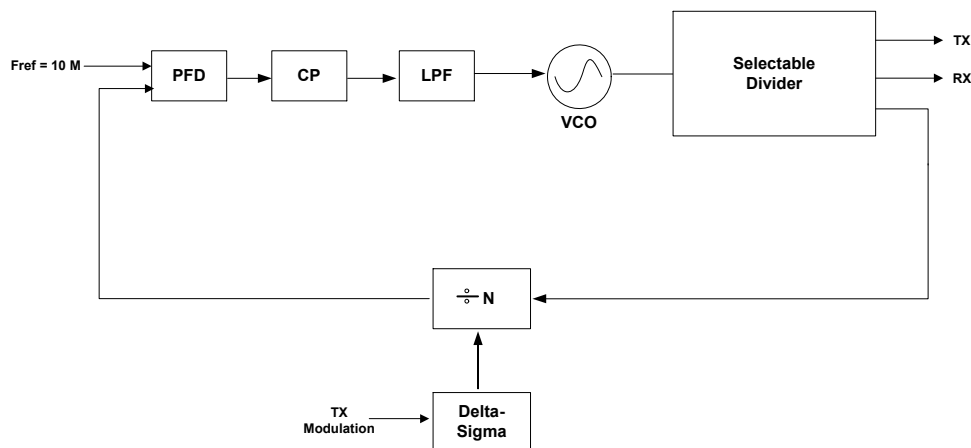 Fref = 10 M
PFD
CP
LPF
VCO
Selectable
Divider
TX
RX
÷ N
TX
Modulation
Delta-
Sigma